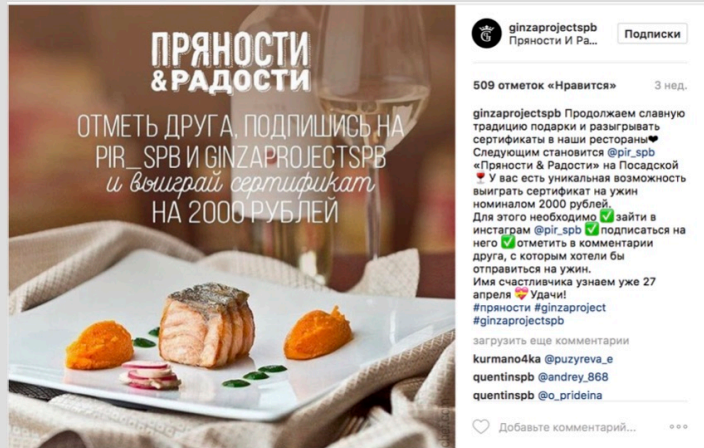 ПРЯНОСТИ
&РАДОСТИ
ОТМЕТЬ ДРУГА, ПОДПИШИСЬ НА
PIR_SPB И GINZAPROJECTSPB
и выиграй сертификат
НА 2000 РУБЛЕЙ
ginzaprojectspb
Пряности И Ра...
Подписки
509 отметок «Нравится»
3 нед.
ginzaprojectspb Продолжаем славную
традицию подарки и разыгрывать
сертификаты в наши рестораны❤
Следующим становится @pir_spb
«Пряности & Радости» на Посадской
🍷У вас есть уникальная возможность
выиграть сертификат на ужин
номиналом 2000 рублей.
Для этого необходимо ✅зайти в
инстаграм @pir_spb ✅подписаться на
него ✅отметить в комментарии
друга, с которым хотели бы
отправиться на ужин.
Имя счастливчика узнаем уже 27
апреля 💝Удачи!
#пряности #ginzaproject
#ginzaprojectspb
загрузить еще комментарии
kurmano4ka @puzyreva_e
quentinspb @andrey_868
quentinspb @o_prideina
Добавьте комментарий...